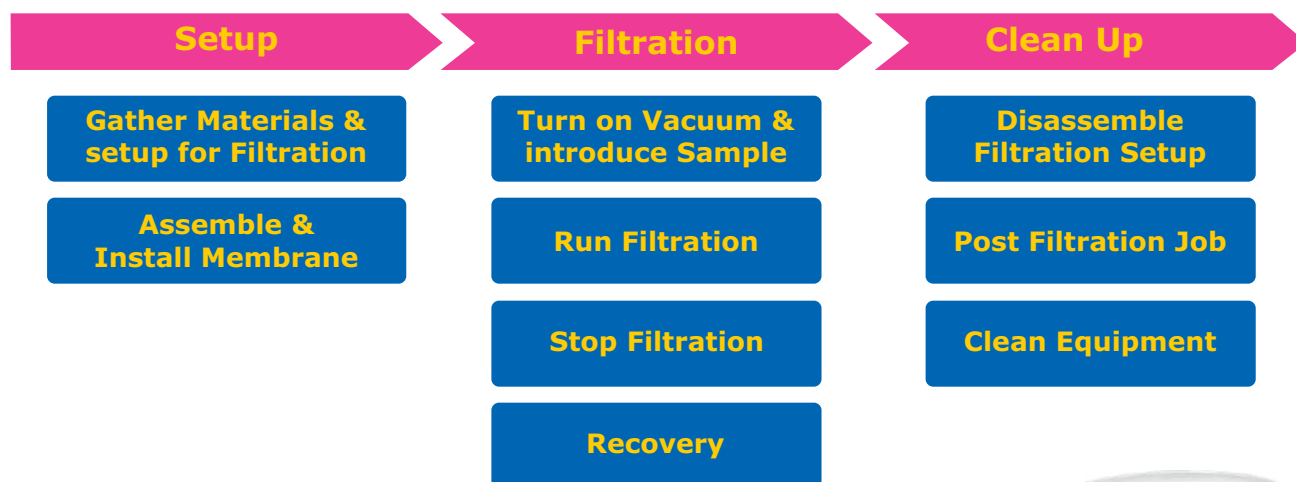 Setup
Filtration
Clean Up
Gather Materials &
setup for Filtration
Assemble &
Install Membrane
Turn on Vacuum &
introduce Sample
Run Filtration
Stop Filtration
Recovery
Disassemble
Filtration Setup
Post Filtration Job
Clean Equipment